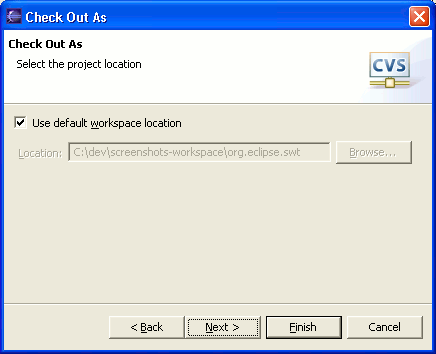 Check Out As
Check Out As
Select the project location
CVS
Use default workspace location
Location: C:\dev\screenshots-workspace\org.eclipse.swt Browse...
< Back Next > Finish Cancel